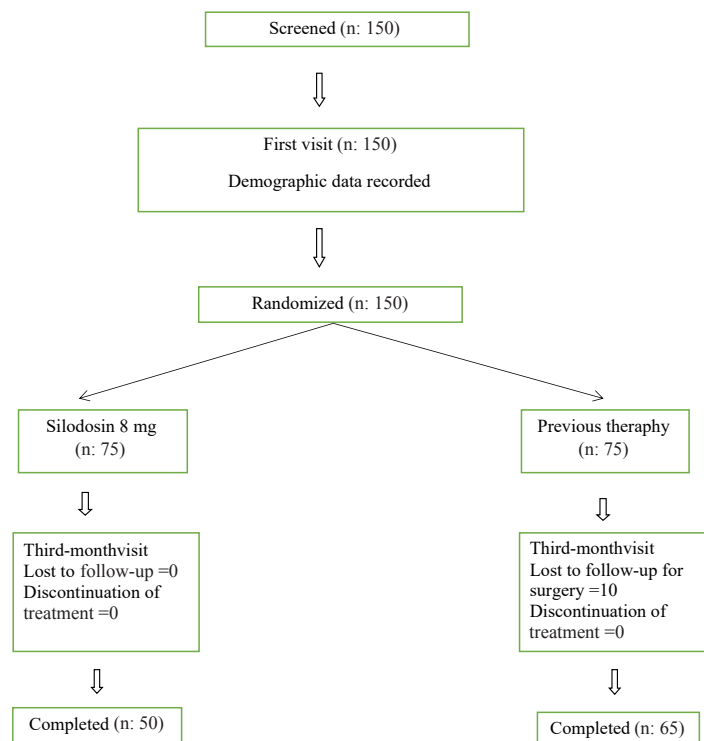 Screened (n: 150)
First visit (n: 150)
Demographic data recorded
Randomized (n: 150)
Silodosin 8 mg
(n: 75)
Previous theraphy
(n: 75)
Third-monthvisit
Lost to follow-up =0
Discontinuation of
treatment =0
Third-monthvisit
Lost to follow-up for
surgery =10
Discontinuation of
treatment =0
Completed (n: 50)
Completed (n: 65)